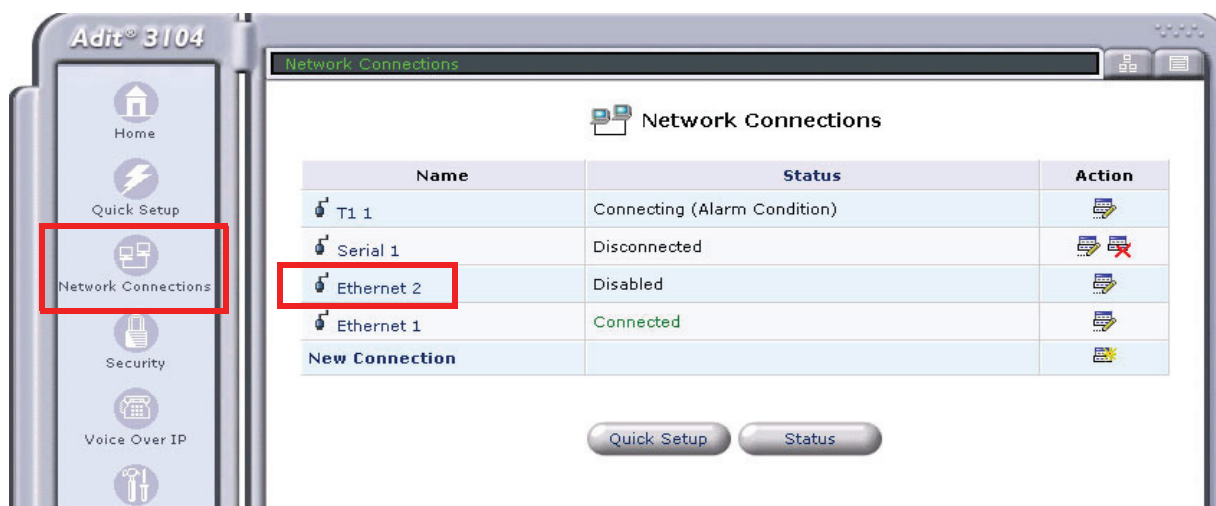 Adit® 3104
Network Connections
Home
Quick Setup
Network Connections
Security
Voice Over IP
Network Connections
Name Status Action
T1 1 Connecting (Alarm Condition)
Serial 1 Disconnected
Ethernet 2 Disabled
Ethernet 1 Connected
New Connection
Quick Setup Status